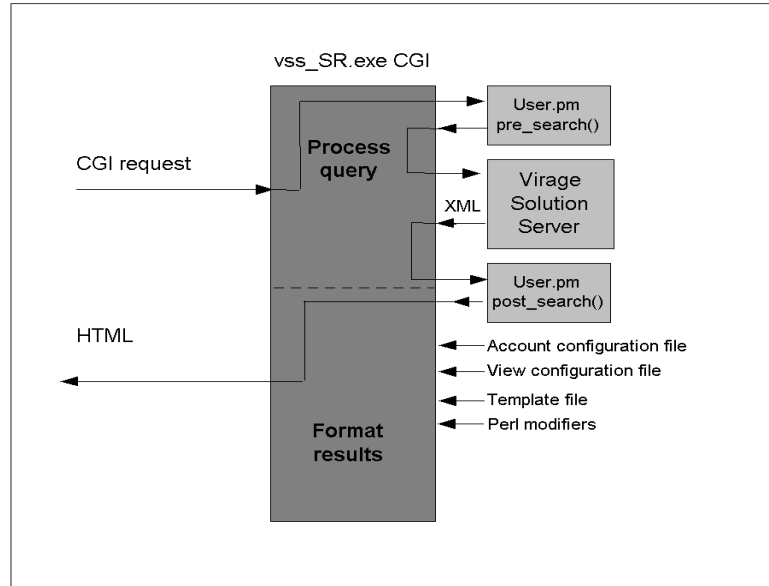 vss_SR.exe CGI
User.pm
pre_search()
Process
query
CGI request
Virage
Solution
Server
XML
User.pm
post_search()
HTML
Account configuration file
View configuration file
Template file
Perl modifiers
Format
results